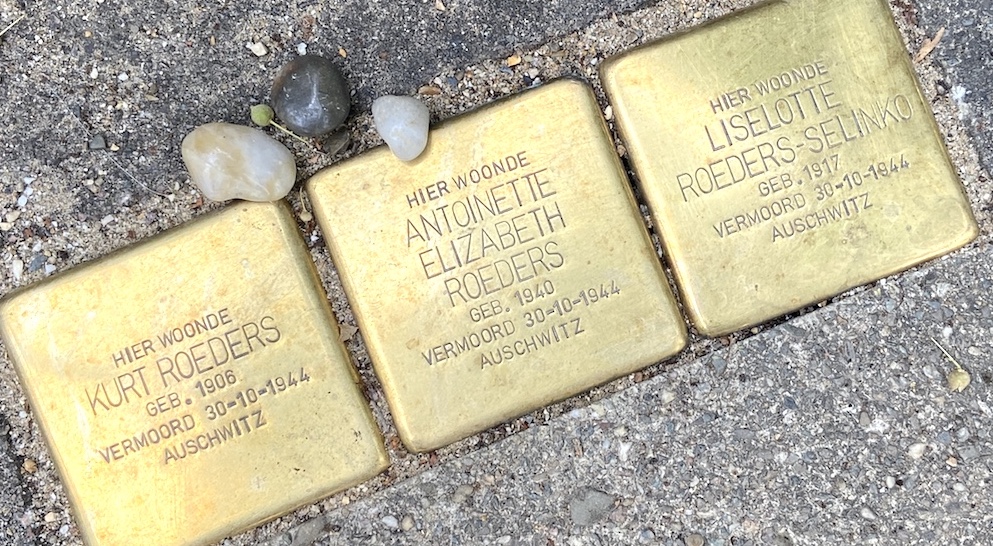 HIER WOONDE
KURT ROEDERS
GEB. 1906
VERMOORD 30-10-1944
AUSCHWITZ
HIER WOONDE
ANTOINETTE
ELIZABETH
ROEDERS
GEB. 1940
VERMOORD 30-10-1944
AUSCHWITZ
HIER WOONDE
LISELOTTE
ROEDERS-SELINKO
GEB. 1917
VERMOORD 30-10-1944
AUSCHWITZ